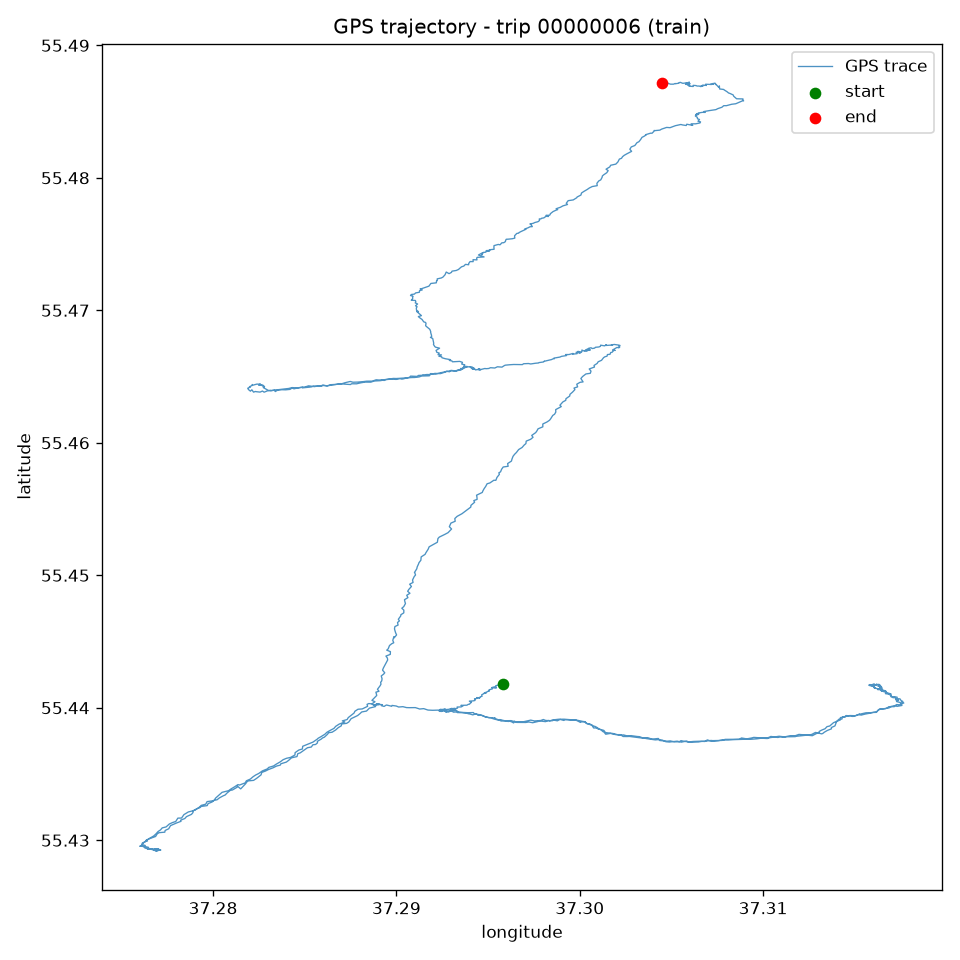 GPS trajectory - trip 00000006 (train)
GPS trace
start
end
55.49
55.48
55.47
55.46
55.45
55.44
55.43
latitude
37.28
37.29
37.30
37.31
longitude